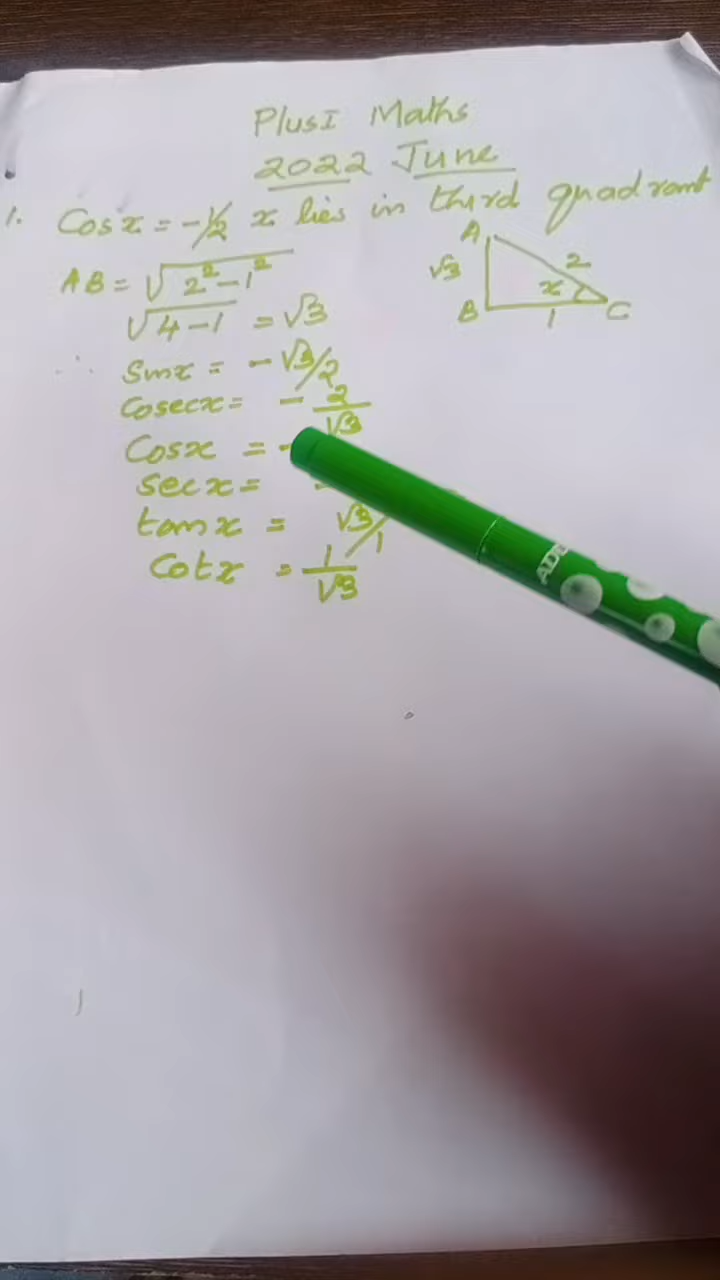 Plus I Maths
2022 June
1. Cos x = -1/2 x lies in third quadrant
AB = √2² - 1²
√4-1 = √3
∴ Sin x = - √3/2
Cosec x = - 2/√3
Cos x = -
Sec x = -
tan x = √3/1
Cot x = 1/√3
A
√3 2
x
B 1 C